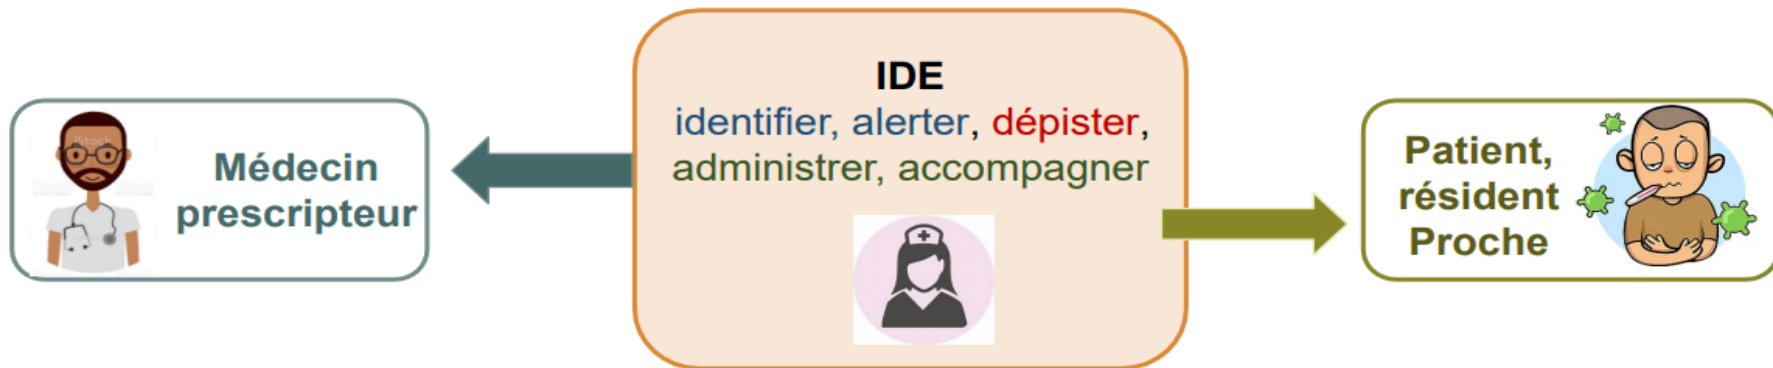 Médecin
prescripteur
IDE
identifier, alerter, dépister,
administrer, accompagner
Patient,
résident
Proche